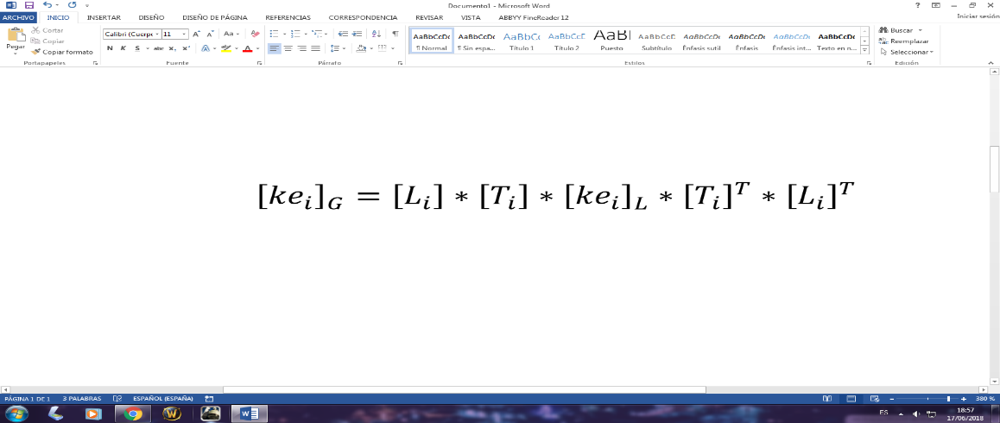 Documento1 - Microsoft Word
ARCHIVO INICIO INSERTAR DISEÑO DISEÑO DE PÁGINA REFERENCIAS CORRESPONDENCIA REVISAR VISTA ABBYY FineReader 12 Iniciar sesión
Pegar
Cortar
Copiar
Copiar formato
Portapapeles
Calibri (Cuerpo 11
N K S abc x₂ x²
Fuente
Párrafo
AaBbCcDc AaBbCcDc AaBbCc AaBbCcE AaBl AaBbCcE AaBbCcDc AaBbCcDc AaBbCcDc AaBbCcDc
¶ Normal ¶ Sin espa... Título 1 Título 2 Puesto Subtítulo Énfasis sutil Énfasis Énfasis int... Texto en n...
Estilos
Buscar
Reemplazar
Seleccionar
Edición
[ke_i]_G = [L_i] * [T_i] * [ke_i]_L * [T_i]^T * [L_i]^T
PÁGINA 1 DE 1 3 PALABRAS ESPAÑOL (ESPAÑA) 380 %
ES 18:57
17/06/2018